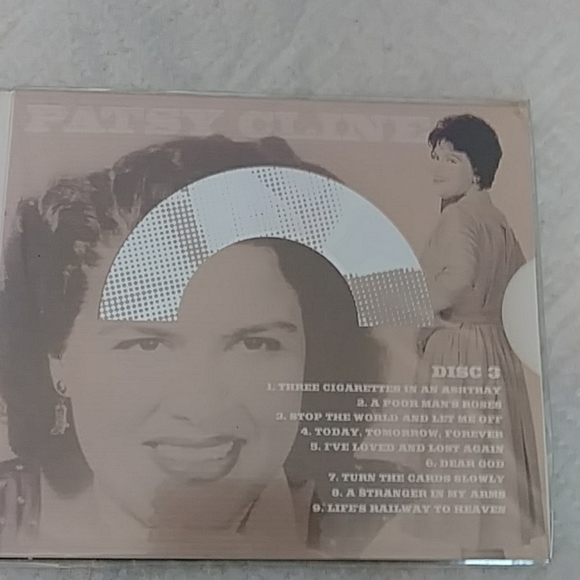 PATSY CLINE
DISC 3
1. THREE CIGARETTES IN AN ASHTRAY
2. A POOR MAN'S ROSES
3. STOP THE WORLD AND LET ME OFF
4. TODAY, TOMORROW, FOREVER
5. I'VE LOVED AND LOST AGAIN
6. DEAR GOD
7. TURN THE CARDS SLOWLY
8. A STRANGER IN MY ARMS
9. LIFE'S RAILWAY TO HEAVEN